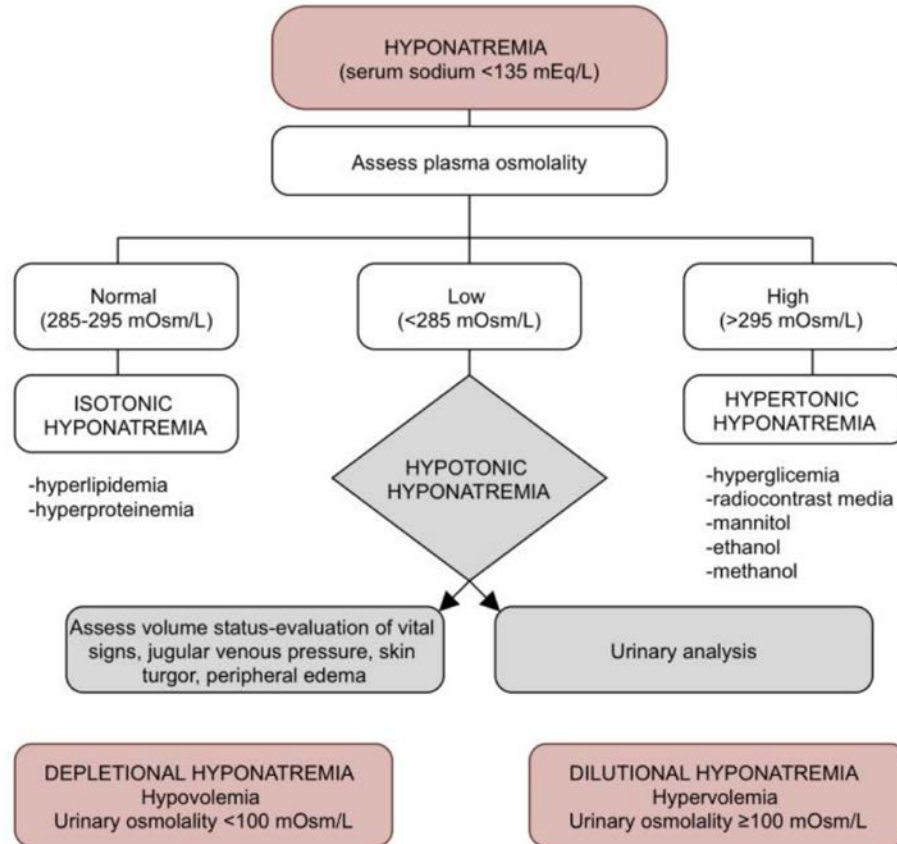 HYPONATREMIA
(serum sodium <135 mEq/L)
Assess plasma osmolality
Normal
(285-295 mOsm/L)
Low
(<285 mOsm/L)
High
(>295 mOsm/L)
ISOTONIC
HYPONATREMIA
HYPOTONIC
HYPONATREMIA
HYPERTONIC
HYPONATREMIA
-hyperlipidemia
-hyperproteinemia
-hyperglicemia
-radiocontrast media
-mannitol
-ethanol
-methanol
Assess volume status-evaluation of vital
signs, jugular venous pressure, skin
turgor, peripheral edema
Urinary analysis
DEPLETIONAL HYPONATREMIA
Hypovolemia
Urinary osmolality <100 mOsm/L
DILUTIONAL HYPONATREMIA
Hypervolemia
Urinary osmolality ≥100 mOsm/L